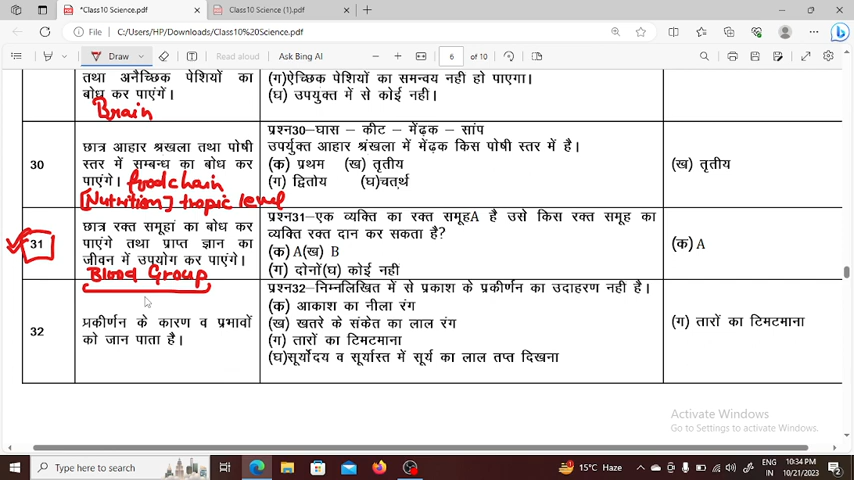 *Class10 Science.pdf
Class10 Science (1).pdf
C:/Users/HP/Downloads/Class10%20Science.pdf
Draw
Read aloud
Ask Bing AI
6 of 10
तथा अनैच्छिक पेशियों का
बोध कर पाएंगें।
Brain
(ग)ऐच्छिक पेशियों का समन्वय नही हो पाएगा।
(घ) उपयुक्त में से कोई नही।
30
छात्र आहार श्रखला तथा पोषी
स्तर में सम्बन्ध का बोध कर
पाएंगे। food chain
[Nutrition] tropic level
प्रश्न30-घास – कीट – मेंढ़क – सांप
उपर्युक्त आहार श्रंखला में मेंढ़क किस पोषी स्तर में है।
(क) प्रथम (ख) तृतीय
(ग) द्वितोय (घ)चतर्थ
(ख) तृतीय
31
छात्र रक्त समूहां का बोध कर
पाएंगे तथा प्राप्त ज्ञान का
जीवन में उपयोग कर पाएंगे।
Blood Group
प्रश्न31-एक व्यक्ति का रक्त समूहA है उसे किस रक्त समूह का
व्यक्ति रक्त दान कर सकता है?
(क) A(ख) B
(ग) दोनों(घ) कोई नही
(क) A
32
प्रकीर्णन के कारण व प्रभावों
को जान पाता है।
प्रश्न32-निम्नलिखित में से प्रकाश के प्रकीर्णन का उदाहरण नही है।
(क) आकाश का नीला रंग
(ख) खतरे के संकेत का लाल रंग
(ग) तारों का टिमटमाना
(घ)सूर्योदय व सूर्यास्त में सूर्य का लाल तप्त दिखना
(ग) तारों का टिमटमाना
Activate Windows
Go to Settings to activate Windows.
Type here to search
15°C Haze
ENG
IN
10:34 PM
10/21/2023
2